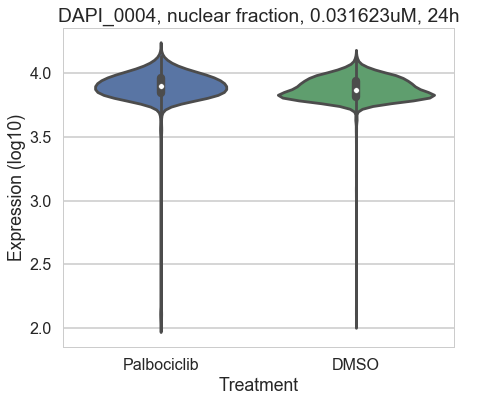 DAPI_0004, nuclear fraction, 0.031623uM, 24h
Expression (log10)
4.0
3.5
3.0
2.5
2.0
Palbociclib DMSO
Treatment